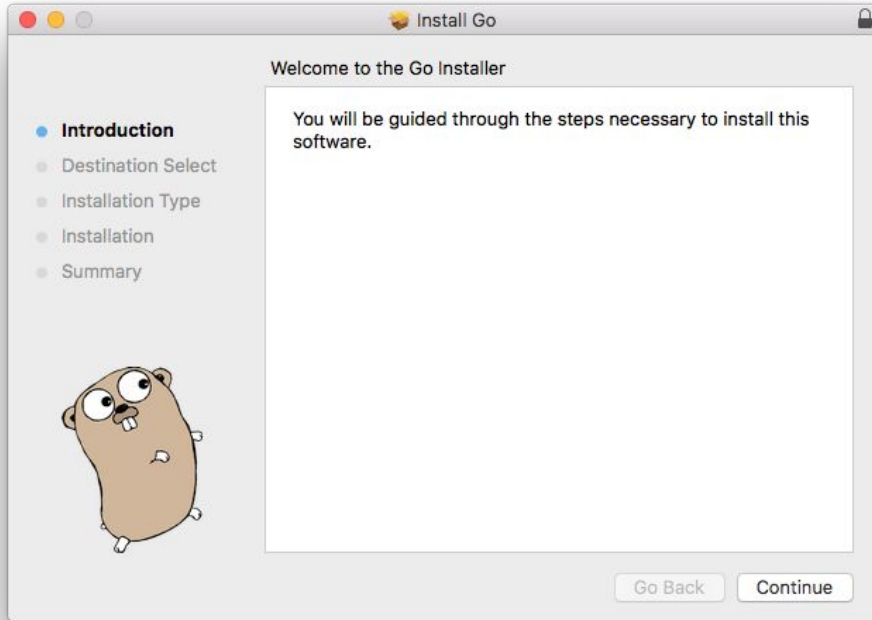 Install Go
Welcome to the Go Installer
Introduction
Destination Select
Installation Type
Installation
Summary
You will be guided through the steps necessary to install this
software.
Go Back
Continue